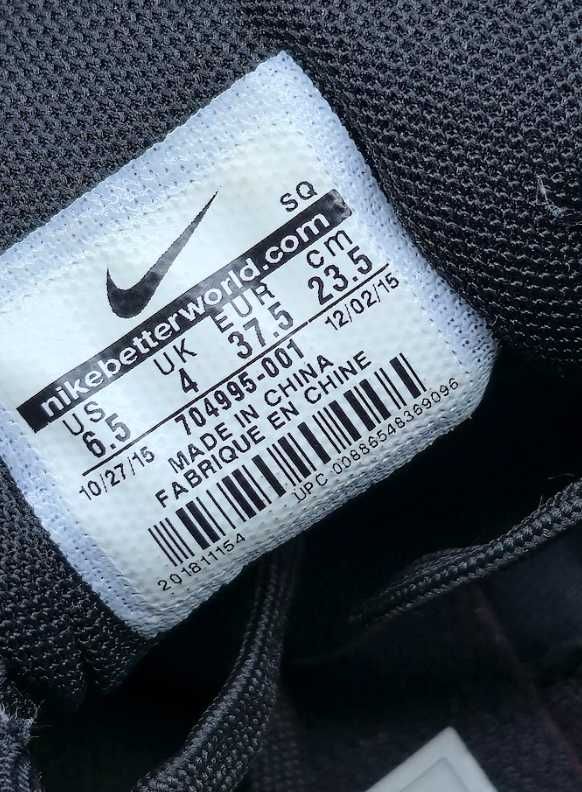 SQ
nikebetterworld.com
US UK EUR cm
6.5 4 37.5 23.5
10/27/15 704995-001 12/02/15
MADE IN CHINA
FABRIQUE EN CHINE
UPC 00886548369096
201811154